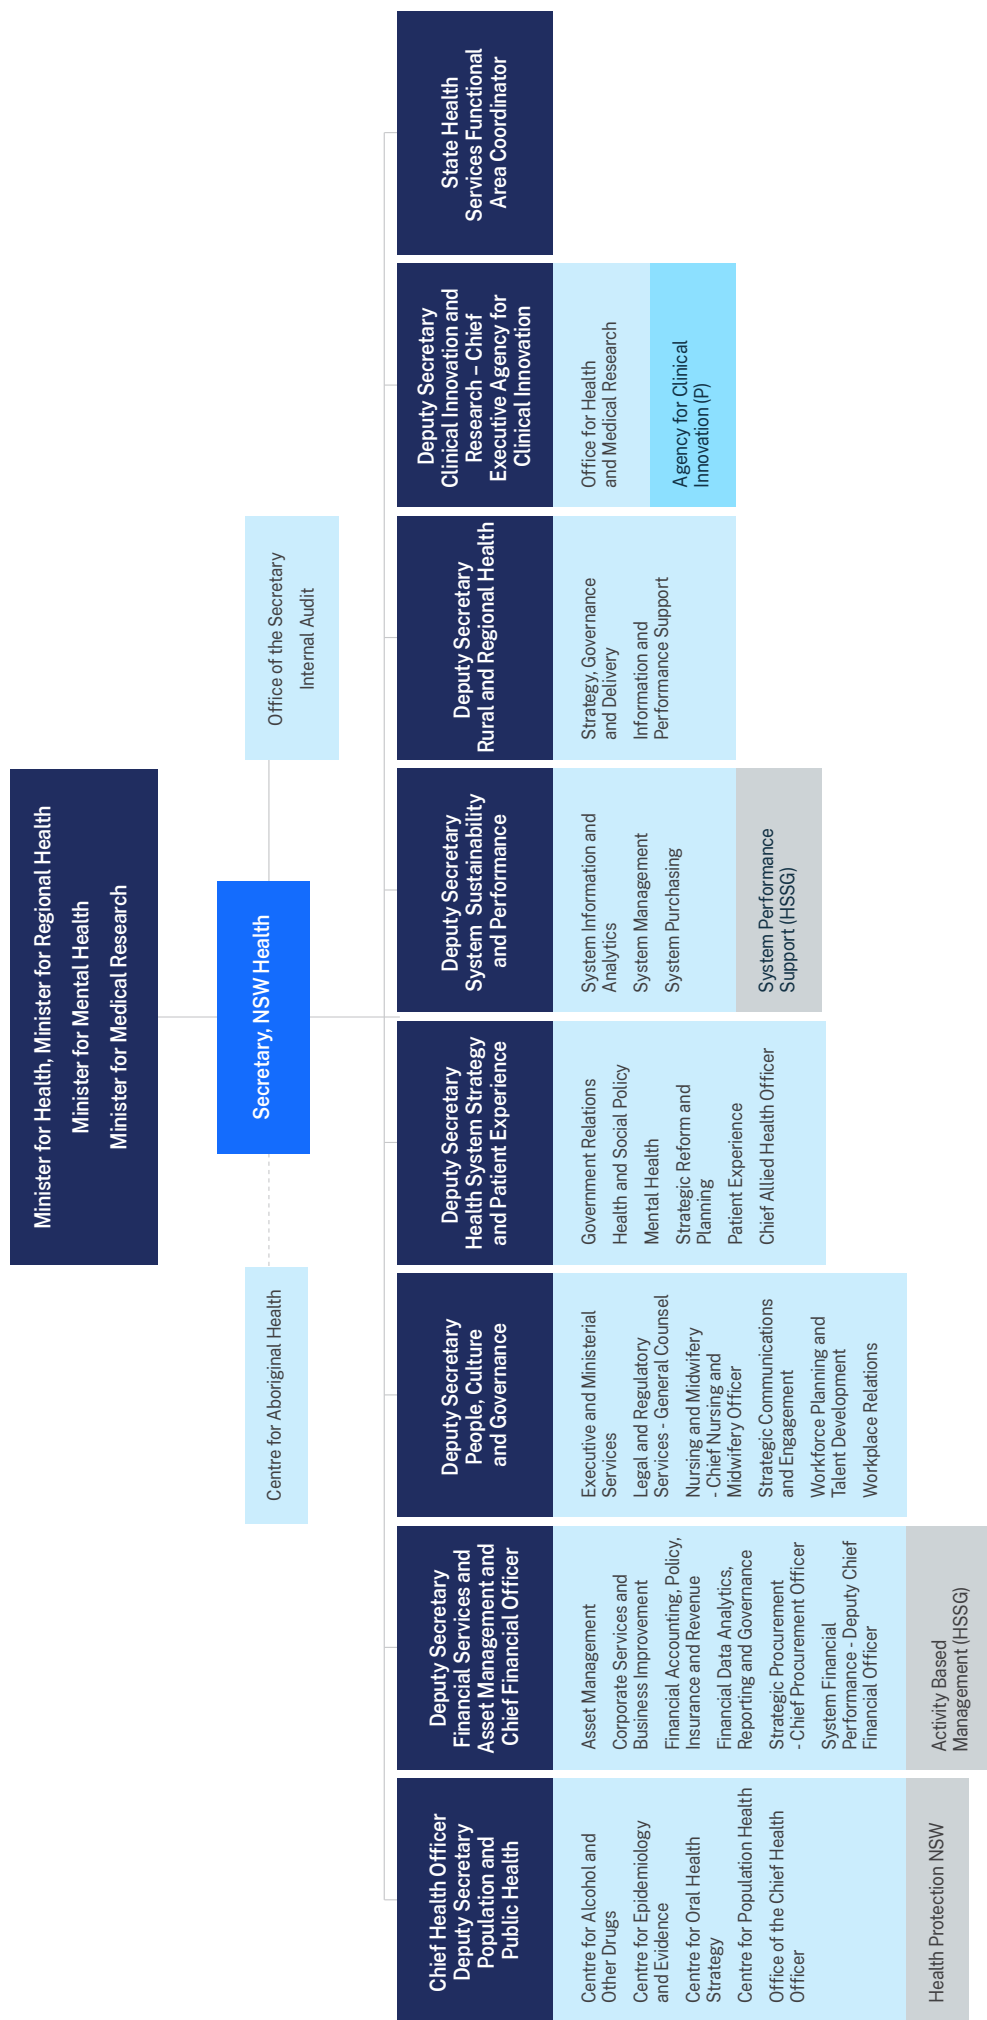 Minister for Health, Minister for Regional Health
Minister for Mental Health
Minister for Medical Research
Secretary, NSW Health
Centre for Aboriginal Health
Office of the Secretary
Internal Audit
Chief Health Officer
Deputy Secretary
Population and
Public Health
Centre for Alcohol and
Other Drugs
Centre for Epidemiology
and Evidence
Centre for Oral Health
Strategy
Centre for Population Health
Office of the Chief Health
Officer
Health Protection NSW
Deputy Secretary
Financial Services and
Asset Management and
Chief Financial Officer
Asset Management
Corporate Services and
Business Improvement
Financial Accounting, Policy,
Insurance and Revenue
Financial Data Analytics,
Reporting and Governance
Strategic Procurement
- Chief Procurement Officer
System Financial
Performance - Deputy Chief
Financial Officer
Activity Based
Management (HSSG)
Deputy Secretary
People, Culture
and Governance
Executive and Ministerial
Services
Legal and Regulatory
Services - General Counsel
Nursing and Midwifery
- Chief Nursing and
Midwifery Officer
Strategic Communications
and Engagement
Workforce Planning and
Talent Development
Workplace Relations
Deputy Secretary
Health System Strategy
and Patient Experience
Government Relations
Health and Social Policy
Mental Health
Strategic Reform and
Planning
Patient Experience
Chief Allied Health Officer
Deputy Secretary
System Sustainability
and Performance
System Information and
Analytics
System Management
System Purchasing
System Performance
Support (HSSG)
Deputy Secretary
Rural and Regional Health
Strategy, Governance
and Delivery
Information and
Performance Support
Deputy Secretary
Clinical Innovation and
Research – Chief
Executive Agency for
Clinical Innovation
Office for Health
and Medical Research
Agency for Clinical
Innovation (P)
State Health
Services Functional
Area Coordinator